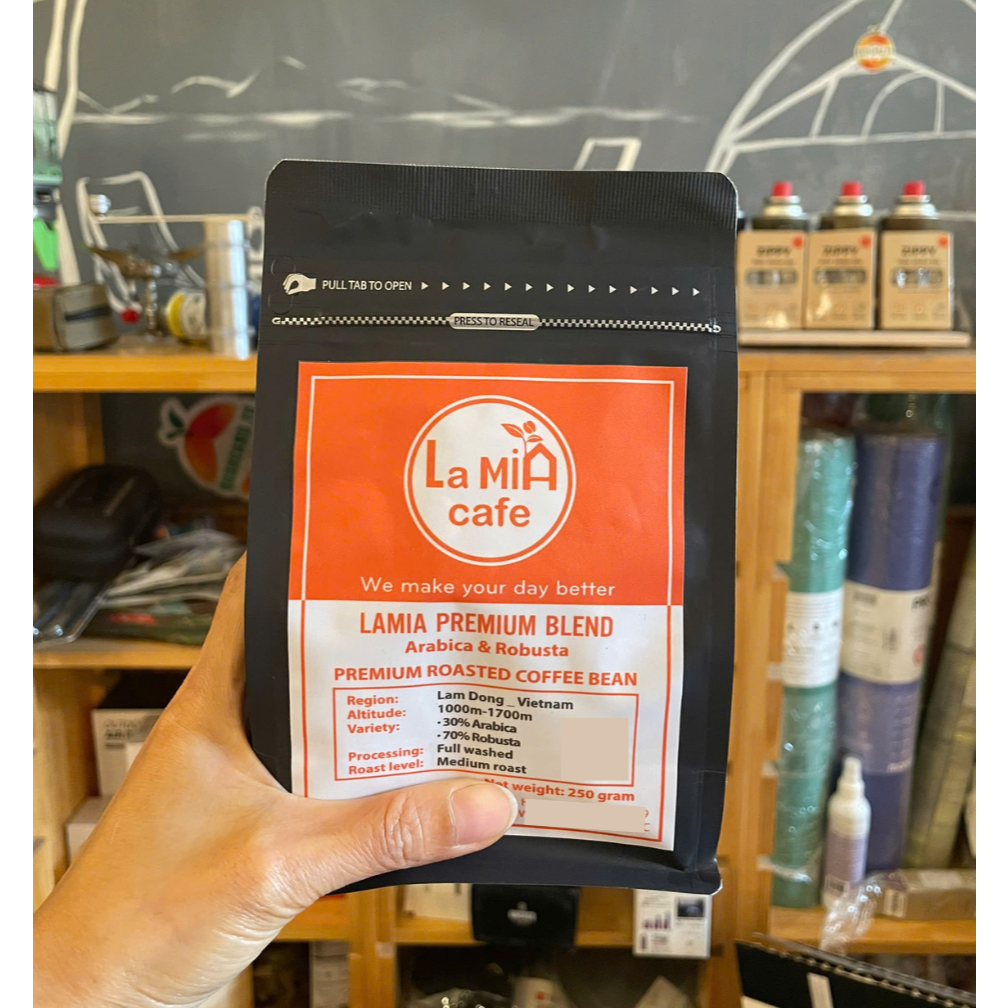 PULL TAB TO OPEN
PRESS TO RESEAL
La MiA
cafe
We make your day better
LAMIA PREMIUM BLEND
Arabica & Robusta
PREMIUM ROASTED COFFEE BEAN
Region: Lam Dong _ Vietnam
Altitude: 1000m-1700m
Variety: •30% Arabica
•70% Robusta
Processing: Full washed
Roast level: Medium roast
Net weight: 250 gram